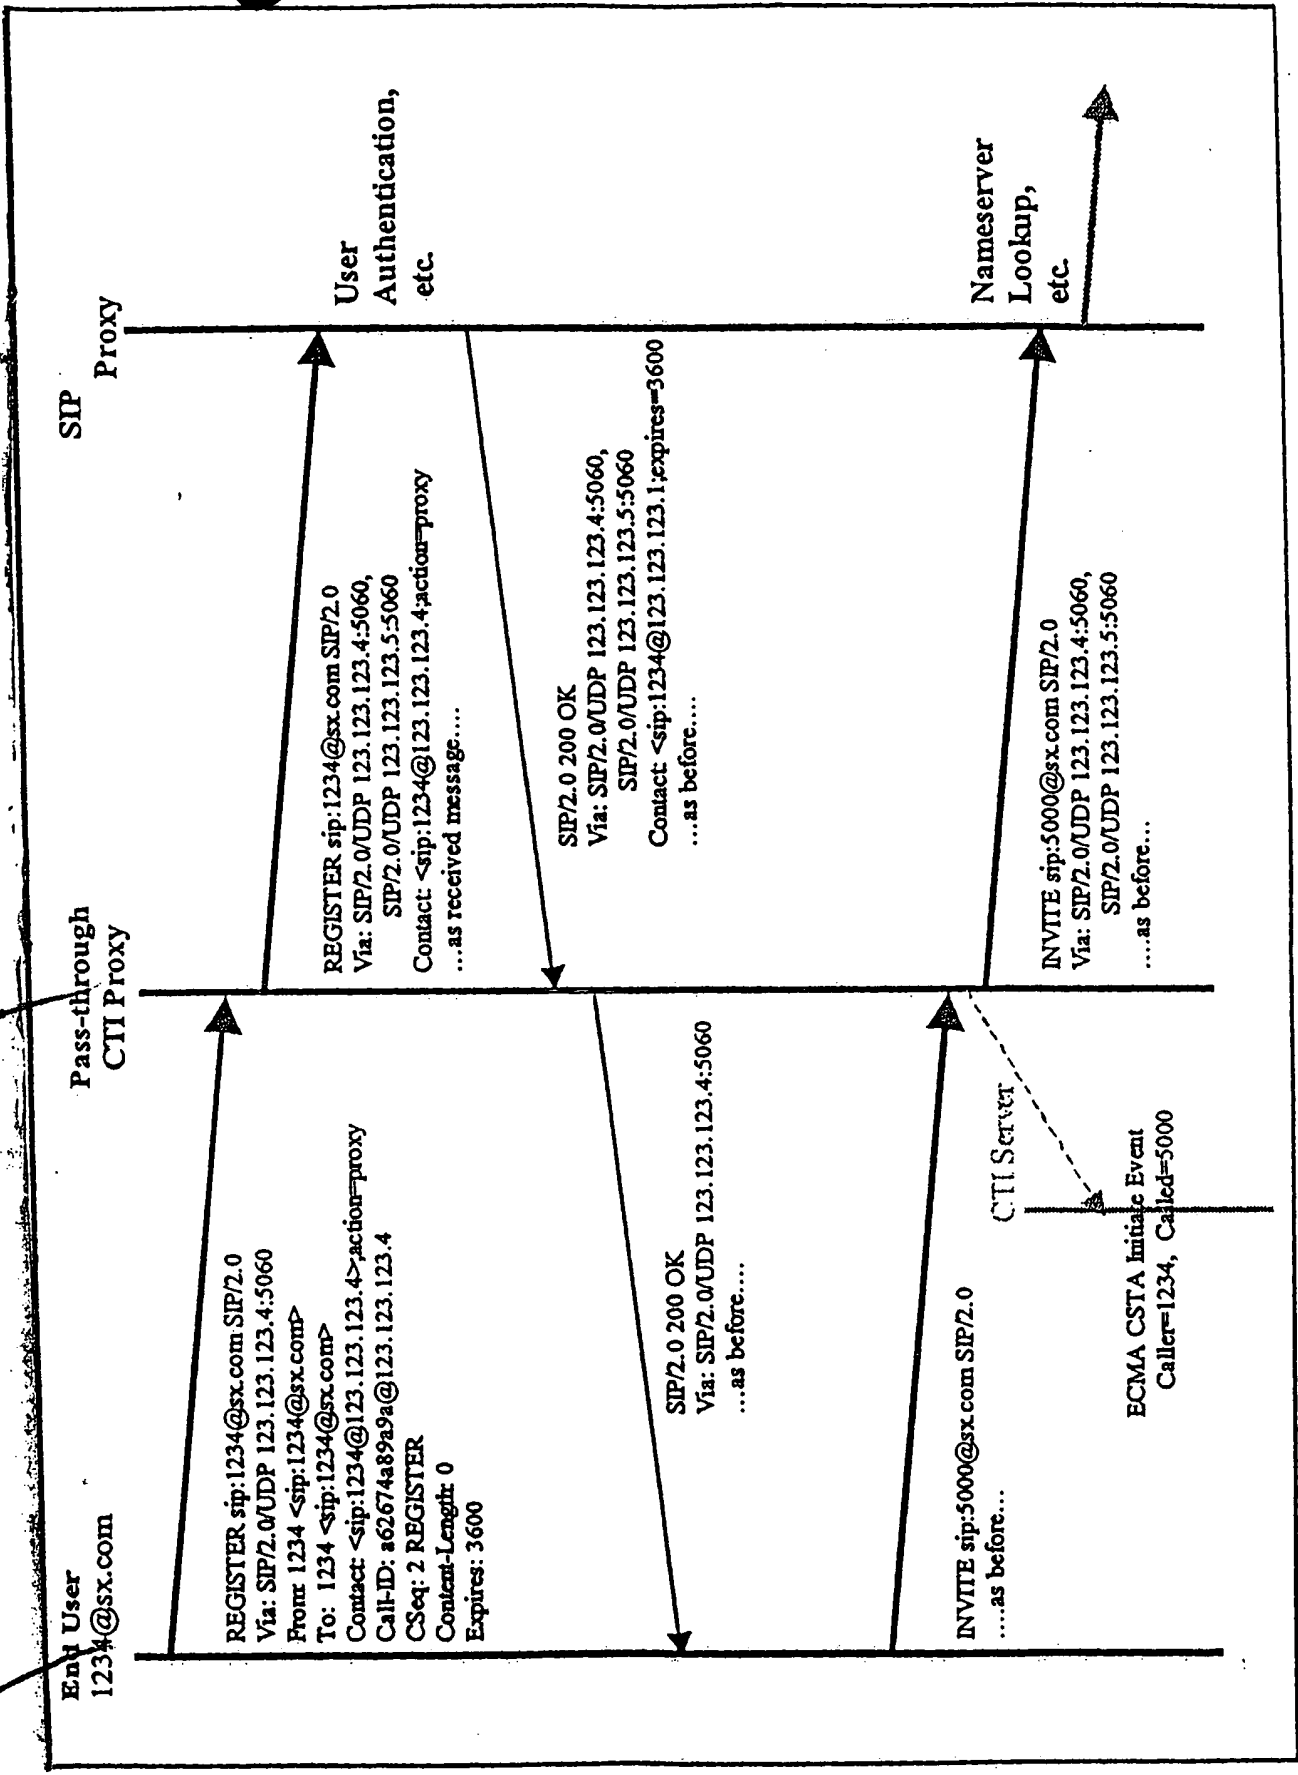 End User
1234@sx.com
Pass-through
CTI Proxy
SIP
Proxy
REGISTER sip:1234@sx.com SIP/2.0
Via: SIP/2.0/UDP 123.123.123.4:5060
From: 1234 <sip:1234@sx.com>
To: 1234 <sip:1234@sx.com>
Contact: <sip:1234@123.123.123.4>;action=proxy
Call-ID: a62674a89a9a@123.123.123.4
CSeq: 2 REGISTER
Content-Length: 0
Expires: 3600
REGISTER sip:1234@sx.com SIP/2.0
Via: SIP/2.0/UDP 123.123.123.4:5060,
SIP/2.0/UDP 123.123.123.5:5060
Contact: <sip:1234@123.123.123.4;action=proxy
...as received message....
User
Authentication,
etc.
SIP/2.0 200 OK
Via: SIP/2.0/UDP 123.123.123.4:5060,
SIP/2.0/UDP 123.123.123.5:5060
Contact: <sip:1234@123.123.123.1;expires=3600
...as before....
SIP/2.0 200 OK
Via: SIP/2.0/UDP 123.123.123.4:5060
...as before....
INVITE sip:5000@sx.com SIP/2.0
....as before...
CTI Server
ECMA CSTA Initiate Event
Caller=1234, Called=5000
INVITE sip:5000@sx.com SIP/2.0
Via: SIP/2.0/UDP 123.123.123.4:5060,
SIP/2.0/UDP 123.123.123.5:5060
....as before...
Nameserver
Lookup,
etc.